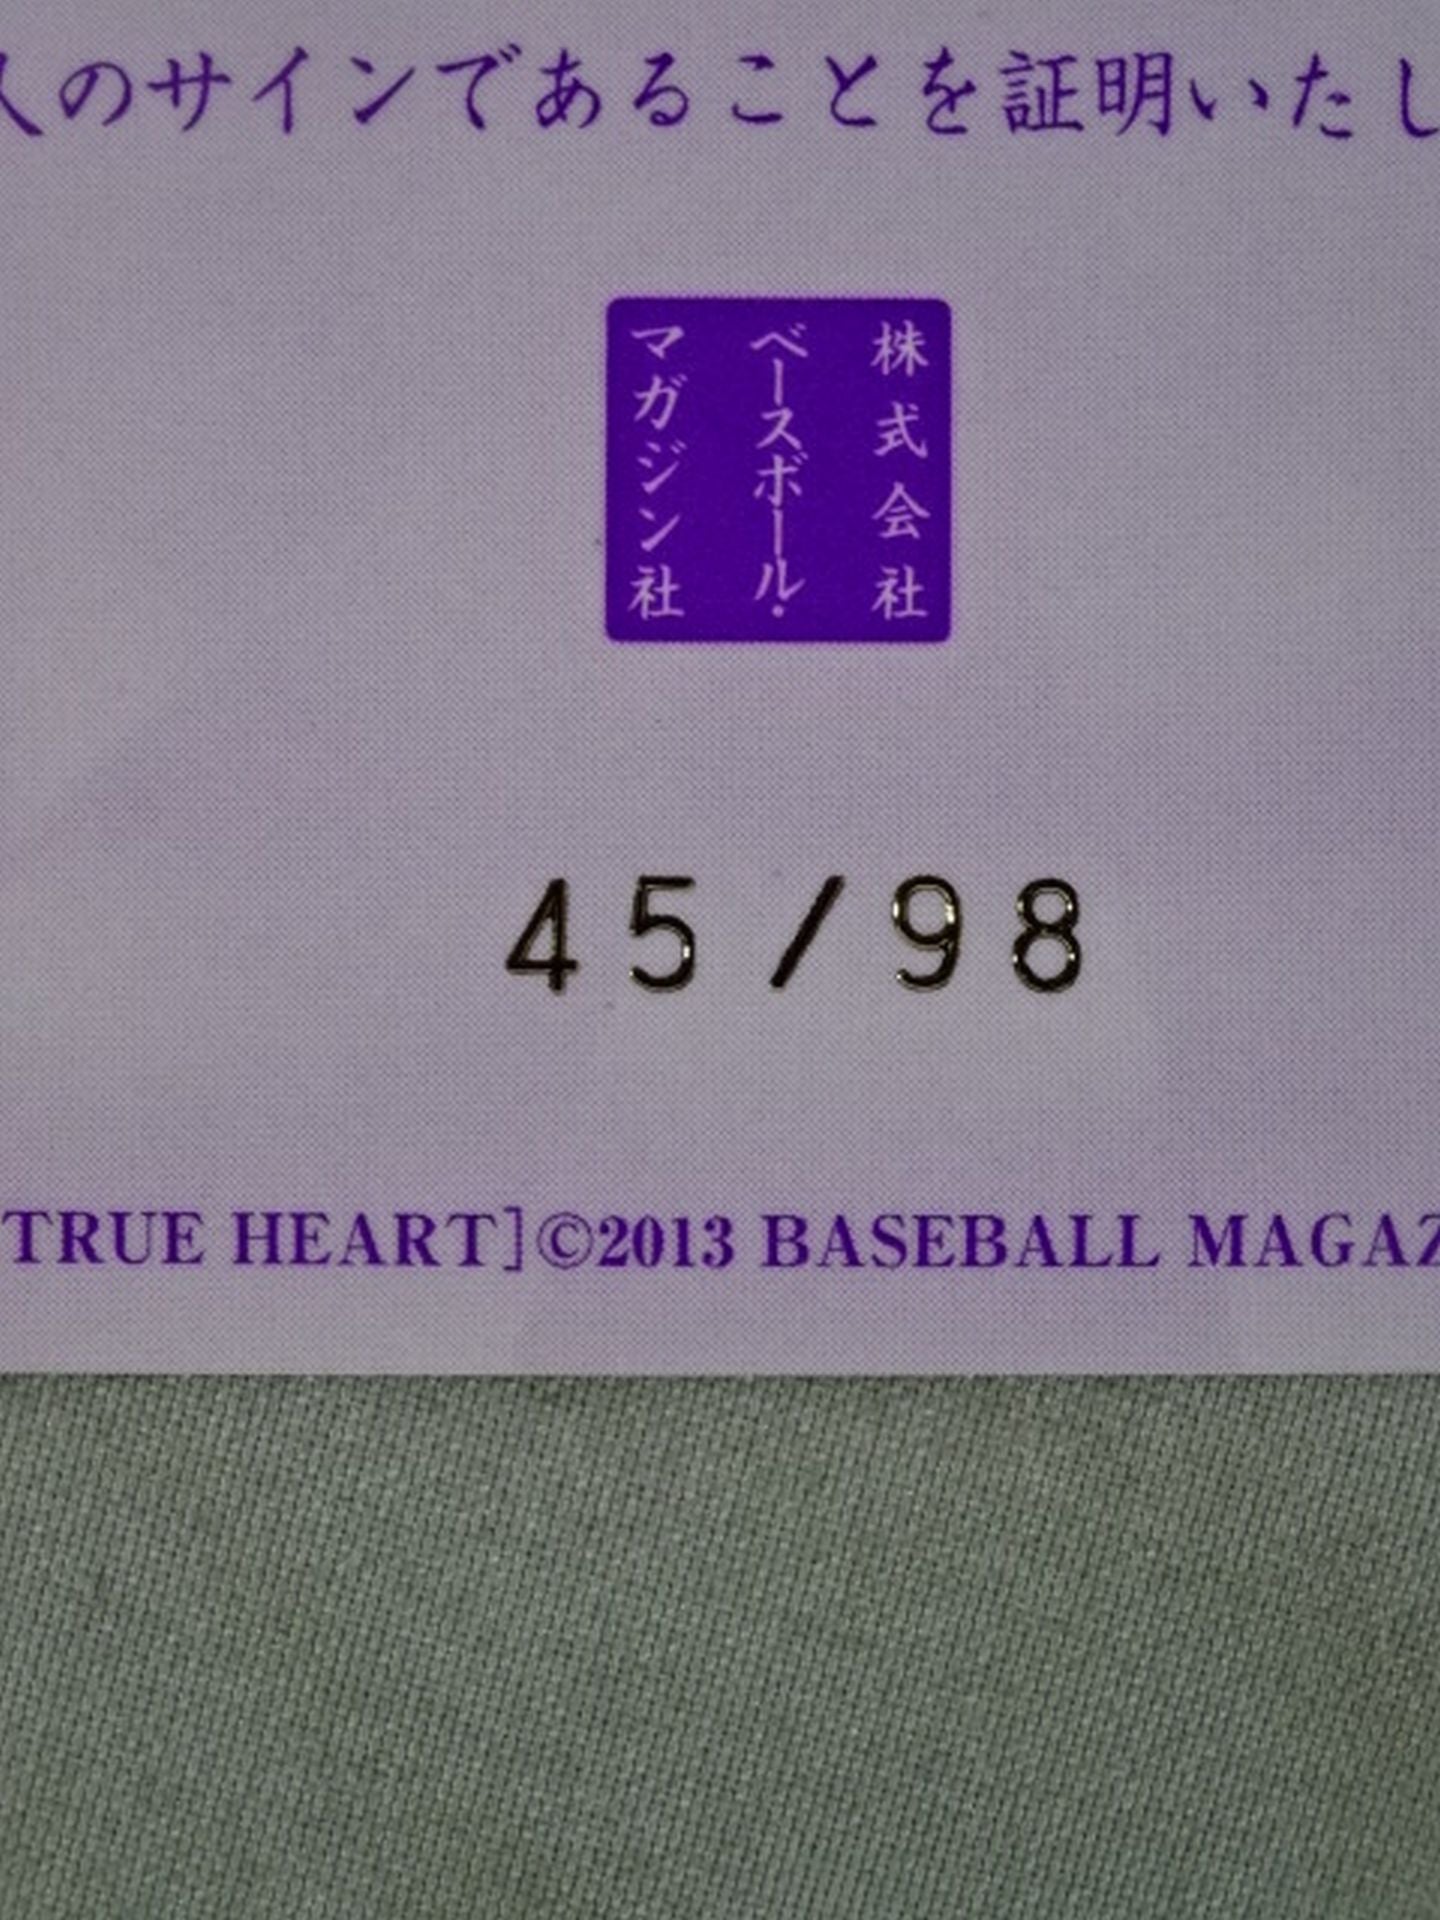 人のサインであることを証明いたし
株式会社
ベースボール・
マガジン社
45/98
TRUE HEART]©2013 BASEBALL MAGAZ